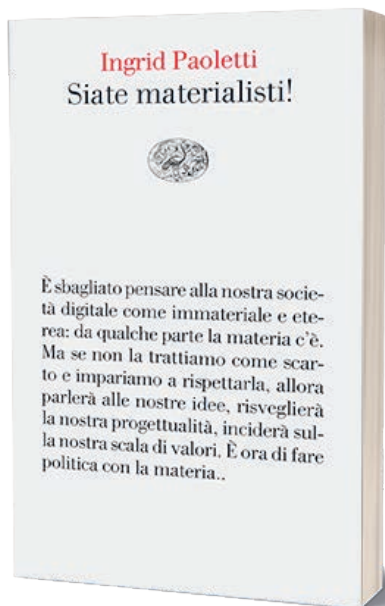 Ingrid Paoletti
Siate materialisti!
È sbagliato pensare alla nostra socie-
tà digitale come immateriale e ete-
rea: da qualche parte la materia c'è.
Ma se non la trattiamo come scar-
to e impariamo a rispettarla, allora
parlerà alle nostre idee, risveglierà
la nostra progettualità, inciderà sul-
la nostra scala di valori. È ora di fare
politica con la materia..